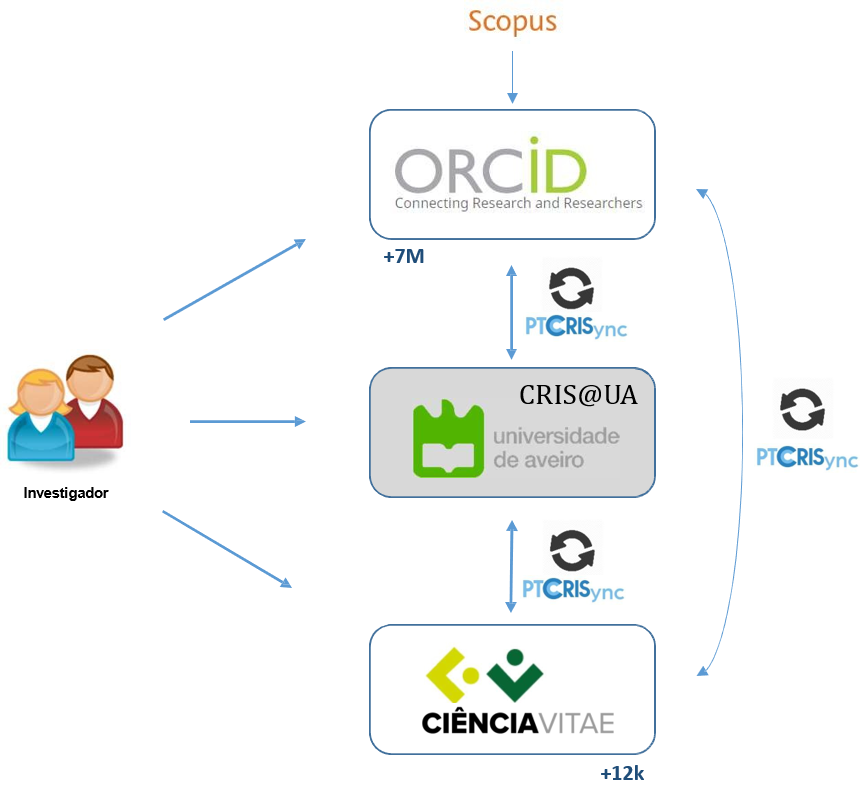 Scopus
ORCiD
Connecting Research and Researchers
+7M
PTCRISync
CRIS@UA
universidade
de aveiro
PTCRISync
Investigador
PTCRISync
CIÊNCIAVITAE
+12k